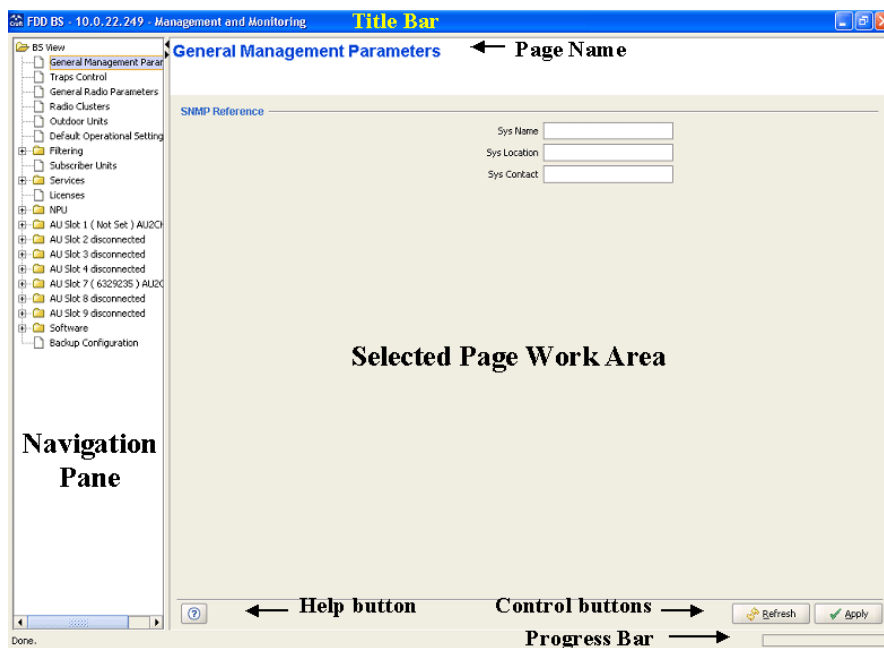 FDD BS - 10.0.22.249 - Management and Monitoring
Title Bar
BS View
General Management Parar
Traps Control
General Radio Parameters
Radio Clusters
Outdoor Units
Default Operational Setting
Filtering
Subscriber Units
Services
Licenses
NPU
AU Slot 1 ( Not Set ) AU2CH
AU Slot 2 disconnected
AU Slot 3 disconnected
AU Slot 4 disconnected
AU Slot 7 ( 6329235 ) AU2C
AU Slot 8 disconnected
AU Slot 9 disconnected
Software
Backup Configuration
Navigation
Pane
General Management Parameters
Page Name
SNMP Reference
Sys Name
Sys Location
Sys Contact
Selected Page Work Area
Help button
Control buttons
Refresh
Apply
Done.
Progress Bar